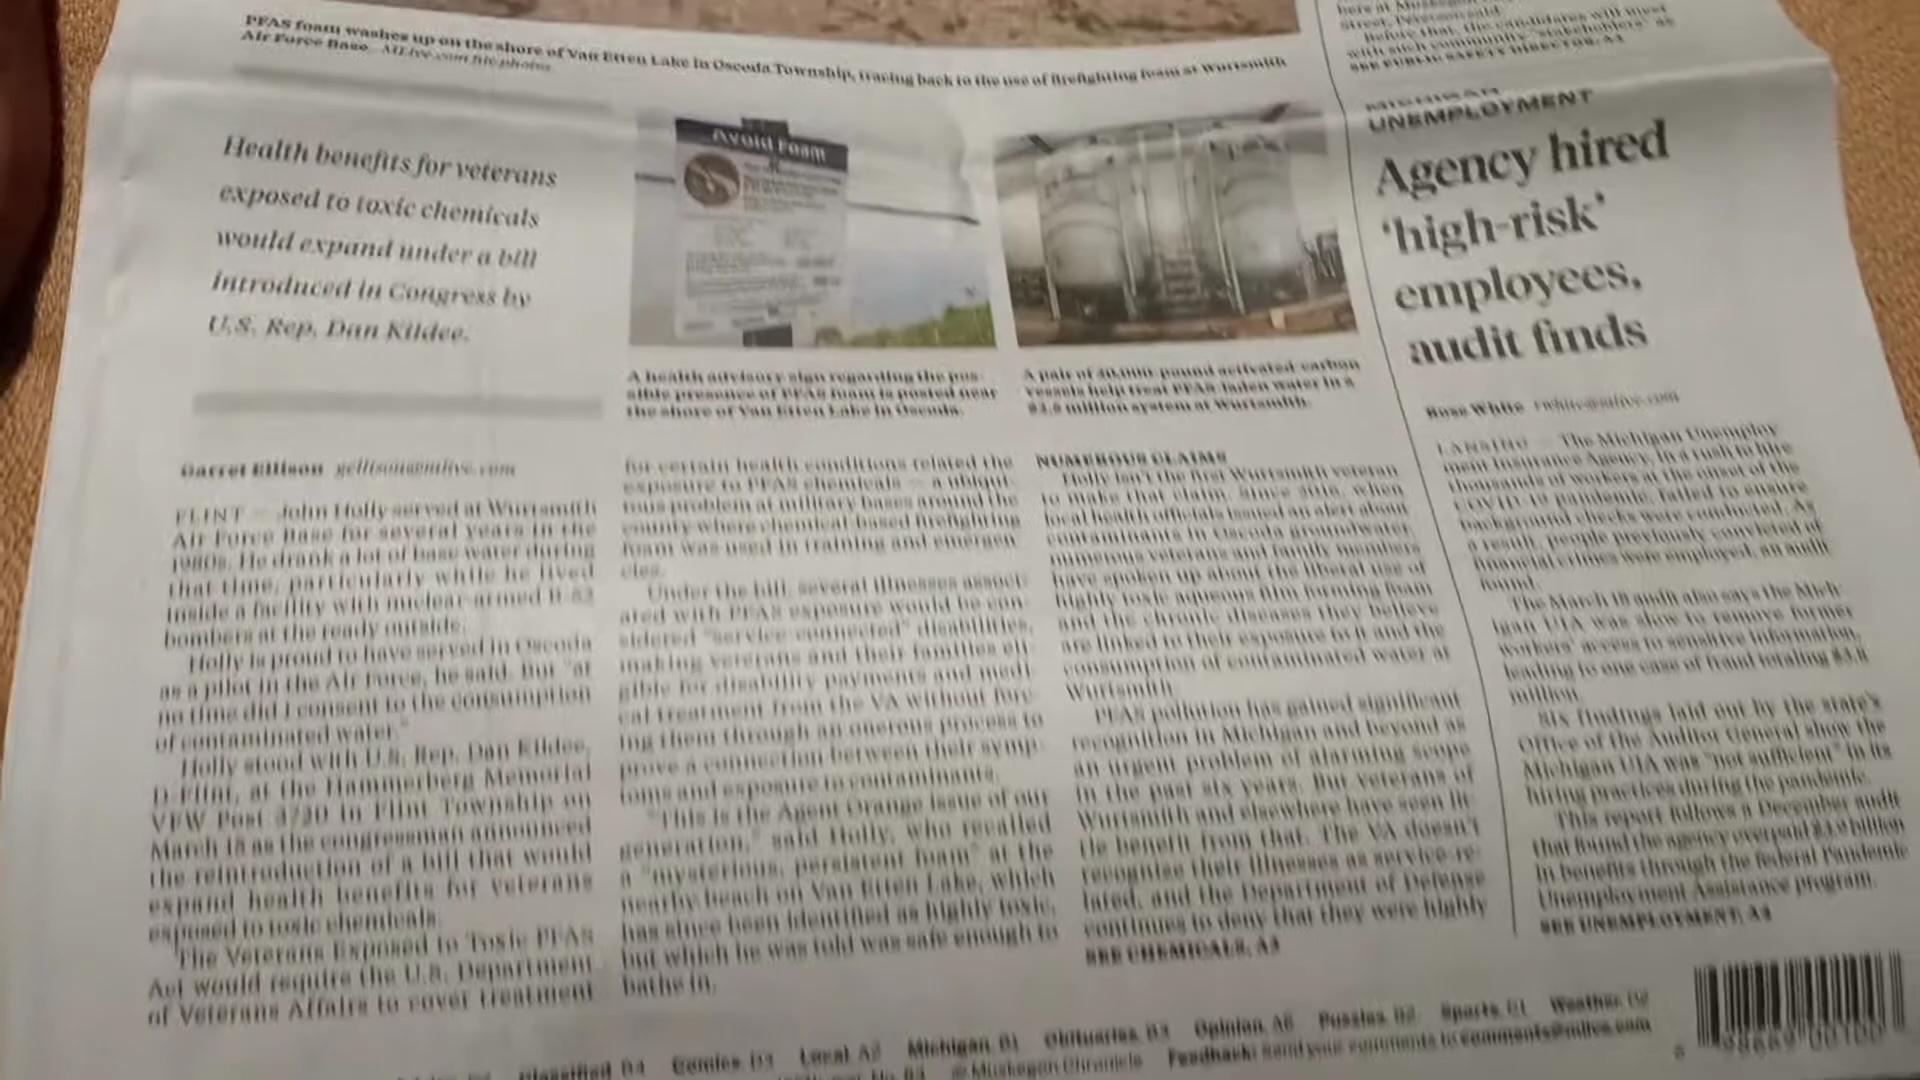 PFAS foam washes up on the shore of Van Etten Lake in Oscoda Township, tracing back to the use of firefighting foam at Wurtsmith
Air Force Base MLive.com file photos
Health benefits for veterans
exposed to toxic chemicals
would expand under a bill
introduced in Congress by
U.S. Rep. Dan Kildee.
Avoid Foam
A health advisory sign regarding the pos-
sible presence of PFAS foam is posted near
the shore of Van Etten Lake in Oscoda.
A pair of 40,000-pound activated carbon
vessels help treat PFAS-laden water in a
system at Wurtsmith.
Garret Ellison gellison@mlive.com
FLINT — John Holly served at Wurtsmith
Air Force Base for several years in the
1980s. He drank a lot of base water during
that time, particularly while he lived
inside a facility with nuclear-armed B-52
bombers at the ready outside.
Holly is proud to have served in Oscoda
as a pilot in the Air Force, he said. But "at
no time did I consent to the consumption
of contaminated water."
Holly stood with U.S. Rep. Dan Kildee,
D-Flint, at the Hammerberg Memorial
VFW Post 3720 in Flint Township on
March 18 as the congressman announced
the reintroduction of a bill that would
expand health benefits for veterans
exposed to toxic chemicals.
The Veterans Exposed to Toxic PFAS
Act would require the U.S. Department
of Veterans Affairs to cover treatment
for certain health conditions related the
exposure to PFAS chemicals — a ubiqui-
tous problem at military bases around the
county where chemical-based firefighting
foam was used in training and emergen-
cies.
Under the bill, several illnesses associ-
ated with PFAS exposure would be con-
sidered "service-connected" disabilities,
making veterans and their families eli-
gible for disability payments and medi-
cal treatment from the VA without forc-
ing them through an onerous process to
prove a connection between their symp-
toms and exposure to contaminants.
"This is the Agent Orange issue of our
generation," said Holly, who recalled
a "mysterious, persistent foam" at the
nearby beach on Van Etten Lake, which
has since been identified as highly toxic,
but which he was told was safe enough to
bathe in.
NUMEROUS CLAIMS
Holly isn't the first Wurtsmith veteran
to make that claim. Since 2016, when
local health officials issued an alert about
contaminants in Oscoda groundwater,
numerous veterans and family members
have spoken up about the liberal use of
highly toxic aqueous film forming foam
and the chronic diseases they believe
are linked to their exposure to it and the
consumption of contaminated water at
Wurtsmith.
PFAS pollution has gained significant
recognition in Michigan and beyond as
an urgent problem of alarming scope
in the past six years. But veterans of
Wurtsmith and elsewhere have seen lit-
tle benefit from that. The VA doesn't
recognize their illnesses as service-re-
lated, and the Department of Defense
continues to deny that they were highly
SEE CHEMICALS, A3
Before that, the candidates will meet
with such community "stakeholders" as
SEE PUBLIC SAFETY DIRECTOR, A4
MICHIGAN
UNEMPLOYMENT
Agency hired
‘high-risk’
employees,
audit finds
Rose White rwhite@mlive.com
LANSING — The Michigan Unemploy-
ment Insurance Agency, in a rush to hire
thousands of workers at the onset of the
COVID-19 pandemic, failed to ensure
background checks were conducted. As
a result, people previously convicted of
financial crimes were employed, an audit
found.
The March 18 audit also says the Mich-
igan UIA was slow to remove former
workers' access to sensitive information,
leading to one case of fraud totaling $3.8
million.
Six findings laid out by the state's
Office of the Auditor General show the
Michigan UIA was "not sufficient" in its
hiring practices during the pandemic.
This report follows a December audit
that found the agency overpaid $3.9 billion
in benefits through the federal Pandemic
Unemployment Assistance program.
SEE UNEMPLOYMENT, A4
Classified D4 Comics D3 Local A2 Michigan B1 Obituaries B3 Opinion A6 Puzzles B2 Sports C1 Weather
© Muskegon Chronicle Feedback: Send your comments to comments@mlive.com